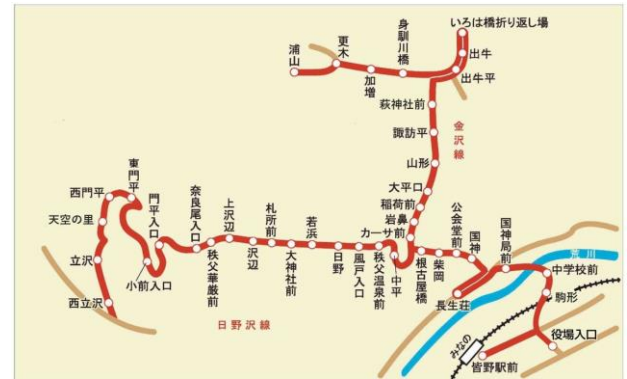 いろは橋折り返し場
出牛
出牛平
身馴川橋
加増
更木
浦山
萩神社前
金沢線
諏訪平
山形
大平口
稲荷前
岩鼻
カーサ前
東門平
西門平
天空の里
立沢
西立沢
門平入口
小前入口
奈良尾入口
秩父華厳前
上沢辺
沢辺
札所前
大神社前
若浜
日野
風戸入口
秩父温泉前
中平
根古屋橋
柴岡
公会堂前
国神
長生荘
国神局前
荒川
中学校前
駒形
役場入口
みなの
皆野駅前
日野沢線